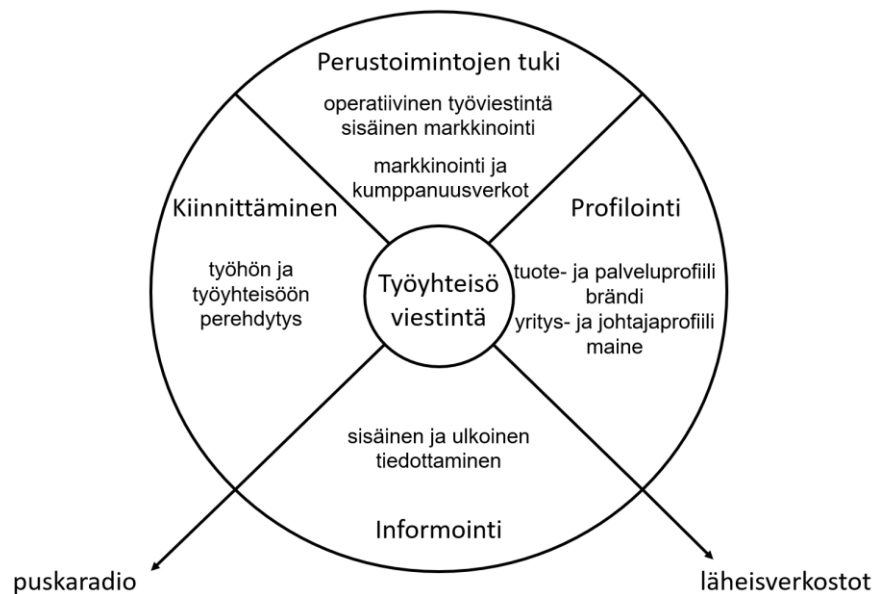 Perustoimintojen tuki
operatiivinen työviestintä
sisäinen markkinointi
markkinointi ja
kumppanuusverkot
Kiinnittäminen
työhön ja
työyhteisöön
perehdytys
Työyhteisö
viestintä
Profilointi
tuote- ja palveluprofiili
brändi
yritys- ja johtajaprofiili
maine
sisäinen ja ulkoinen
tiedottaminen
Informointi
puskaradio
läheisverkostot